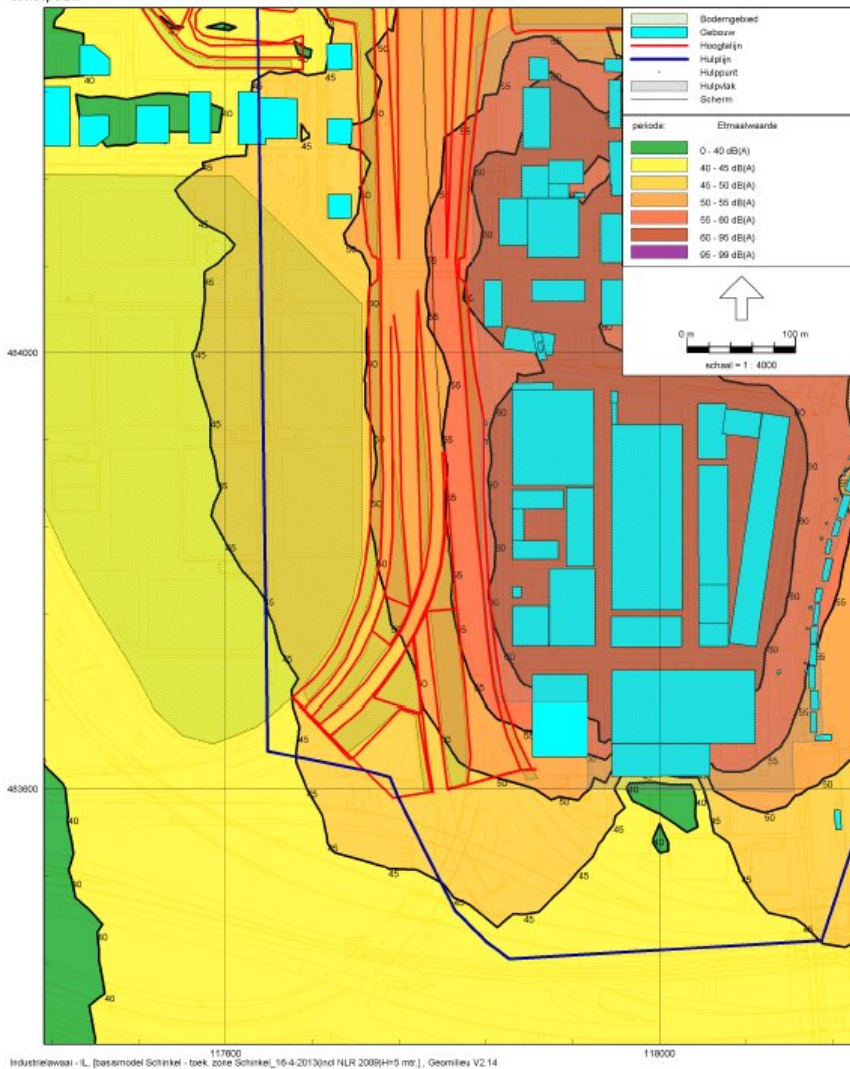 Bodemgebied
Gebouw
Hoogtelijn
Hulplijn
Hulppunt
Hulpvlak
Scherm
periode: Etmaalwaarde
0 - 40 dB(A)
40 - 45 dB(A)
45 - 50 dB(A)
50 - 55 dB(A)
55 - 60 dB(A)
60 - 95 dB(A)
95 - 99 dB(A)
0 m 100 m
schaal = 1 : 4000
484000
483600
117600 118000
Industrielawaai - IL, [basismodel Schinkel - toek. zone Schinkel_16-4-2013(incl NLR 2009)H=5 mtr.] , Geomilieu V2.14